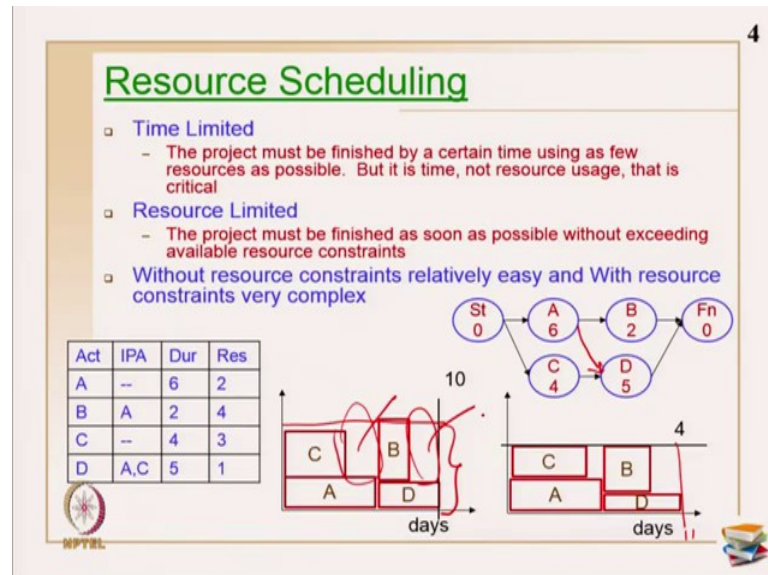 4
Resource Scheduling
Time Limited
– The project must be finished by a certain time using as few
resources as possible. But it is time, not resource usage, that is
critical
Resource Limited
– The project must be finished as soon as possible without exceeding
available resource constraints
Without resource constraints relatively easy and With resource
constraints very complex
St A B Fn
0 6 2 0
C D
4 5
Act IPA Dur Res
A -- 6 2
B A 2 4
C -- 4 3
D A,C 5 1
10
C B
A D
days
4
C B
A D
days
11
NPTEL